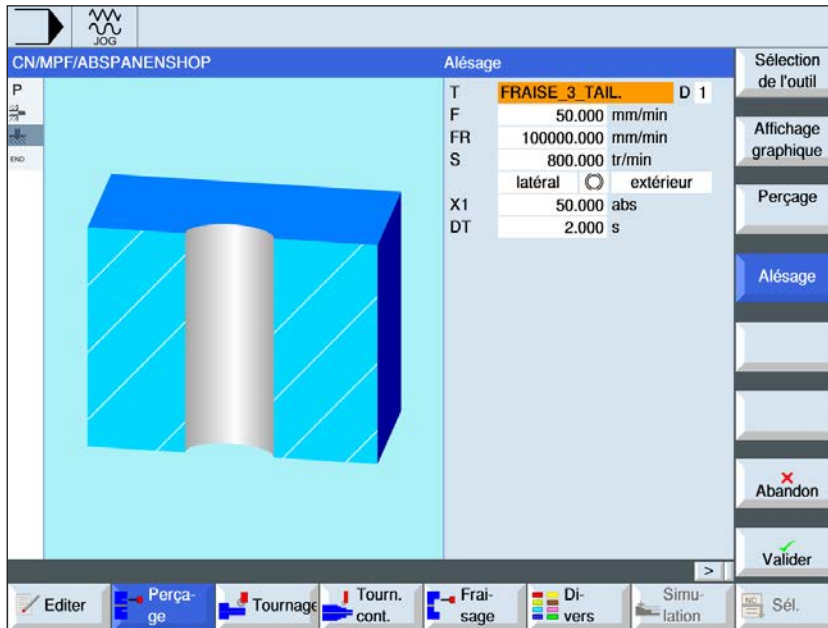 JOG
CN/MPF/ABSPANENSHOP
Alésage
P
END
T FRAISE_3_TAIL. D 1
F 50.000 mm/min
FR 100000.000 mm/min
S 800.000 tr/min
latéral extérieur
X1 50.000 abs
DT 2.000 s
Sélection
de l'outil
Affichage
graphique
Perçage
Alésage
Abandon
Valider
>
Editer
Perça-
ge
Tournage
Tourn.
cont.
Frai-
sage
Di-
vers
Simu-
lation
NC
Sél.